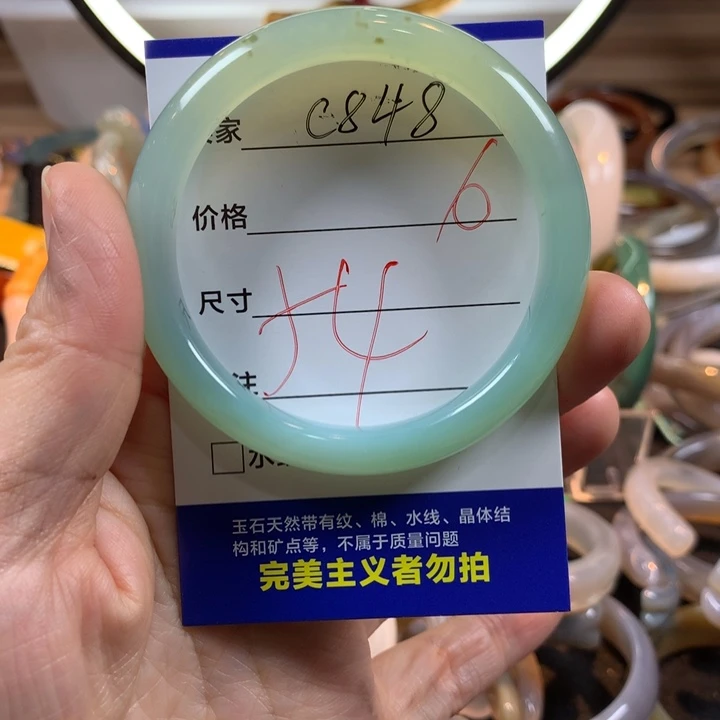 家 C848
价格 6
尺寸
注
玉石天然带有纹、棉、水线、晶体结
构和矿点等，不属于质量问题
完美主义者勿拍